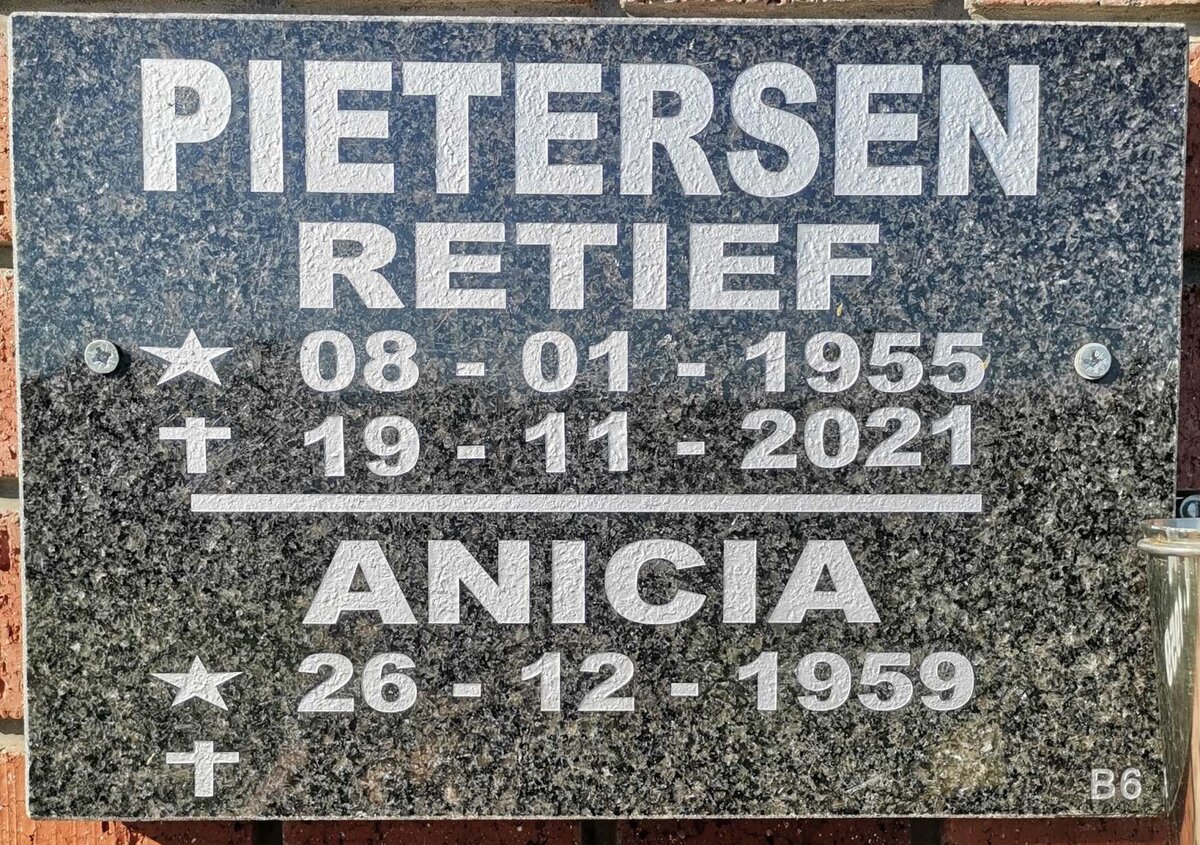 PIETERSEN
RETIEF
★ 08 - 01 - 1955
✝ 19 - 11 - 2021
ANICIA
★ 26 - 12 - 1959
✝
B6